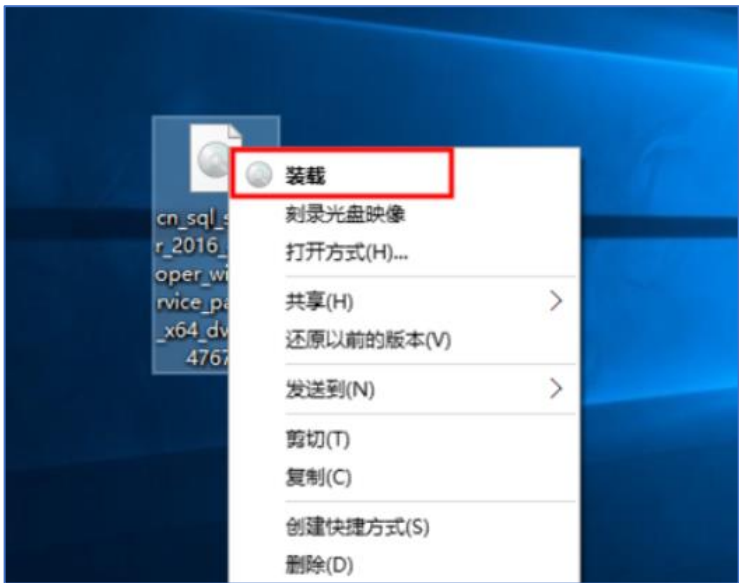 装载
刻录光盘映像
打开方式(H)...
共享(H)
还原以前的版本(V)
发送到(N)
剪切(T)
复制(C)
创建快捷方式(S)
删除(D)
cn_sql_s
r_2016_
oper_wi
rvice_pa
_x64_dv
4767